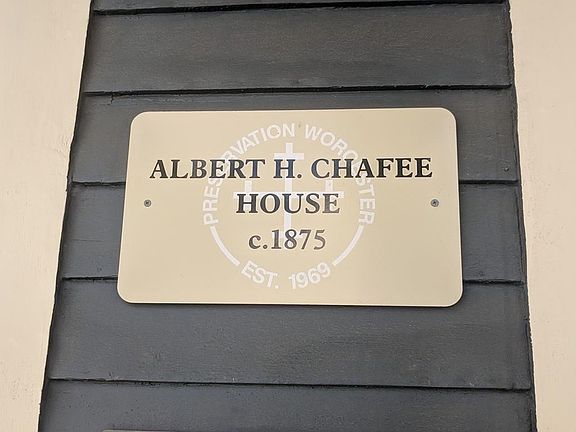 PRESERVATION WORCESTER
ALBERT H. CHAFEE
HOUSE
c.1875
EST. 1969